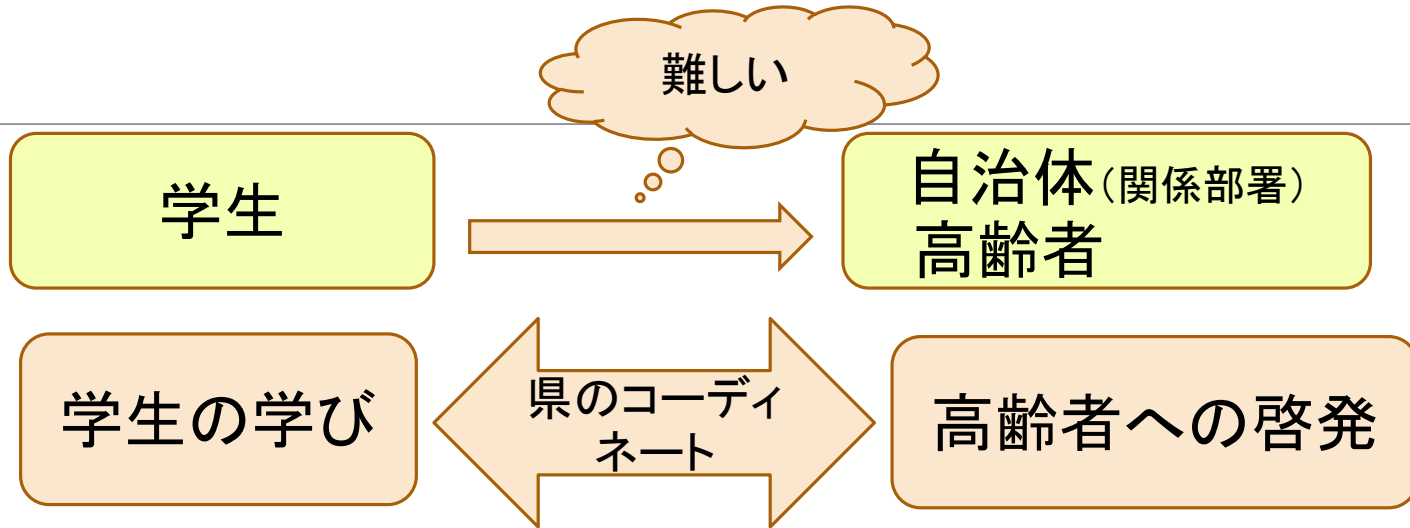 難しい
学生
自治体（関係部署）
高齢者
学生の学び
県のコーディ
ネート
高齢者への啓発